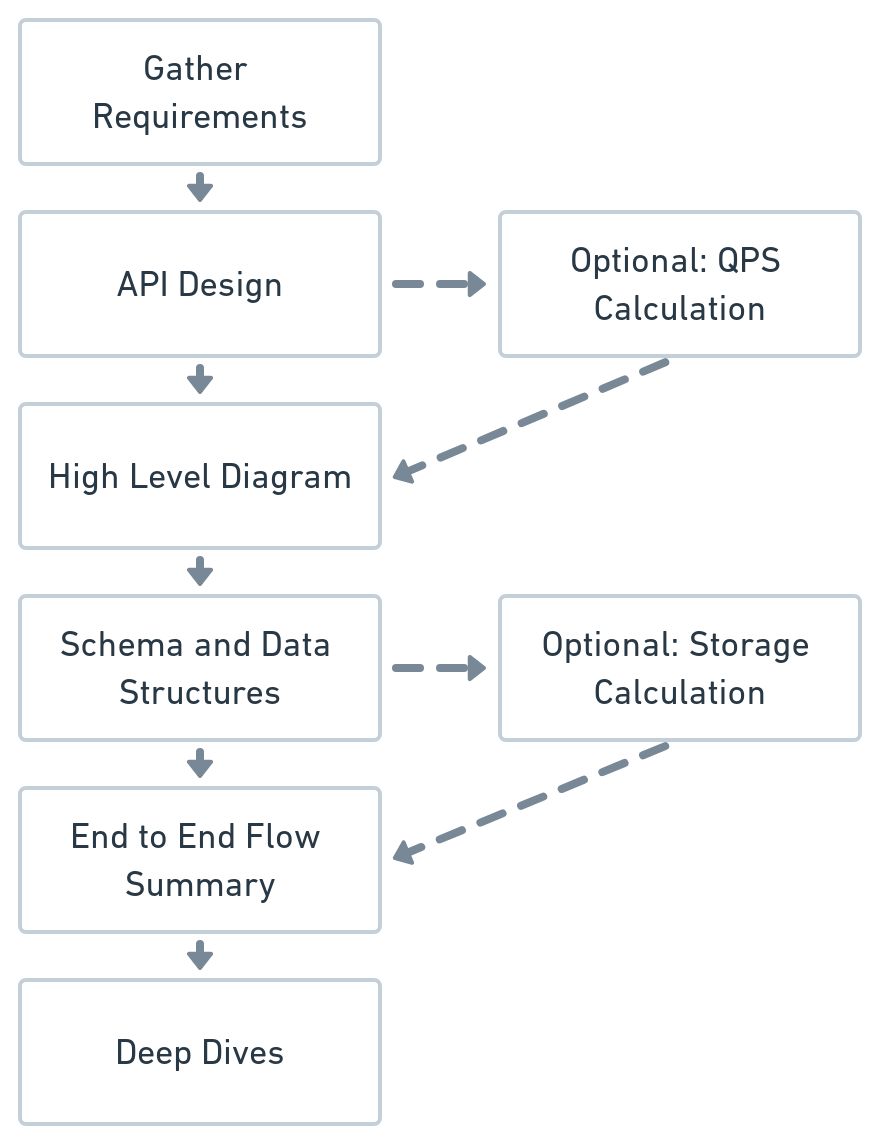 Gather
Requirements
API Design
Optional: QPS
Calculation
High Level Diagram
Schema and Data
Structures
Optional: Storage
Calculation
End to End Flow
Summary
Deep Dives